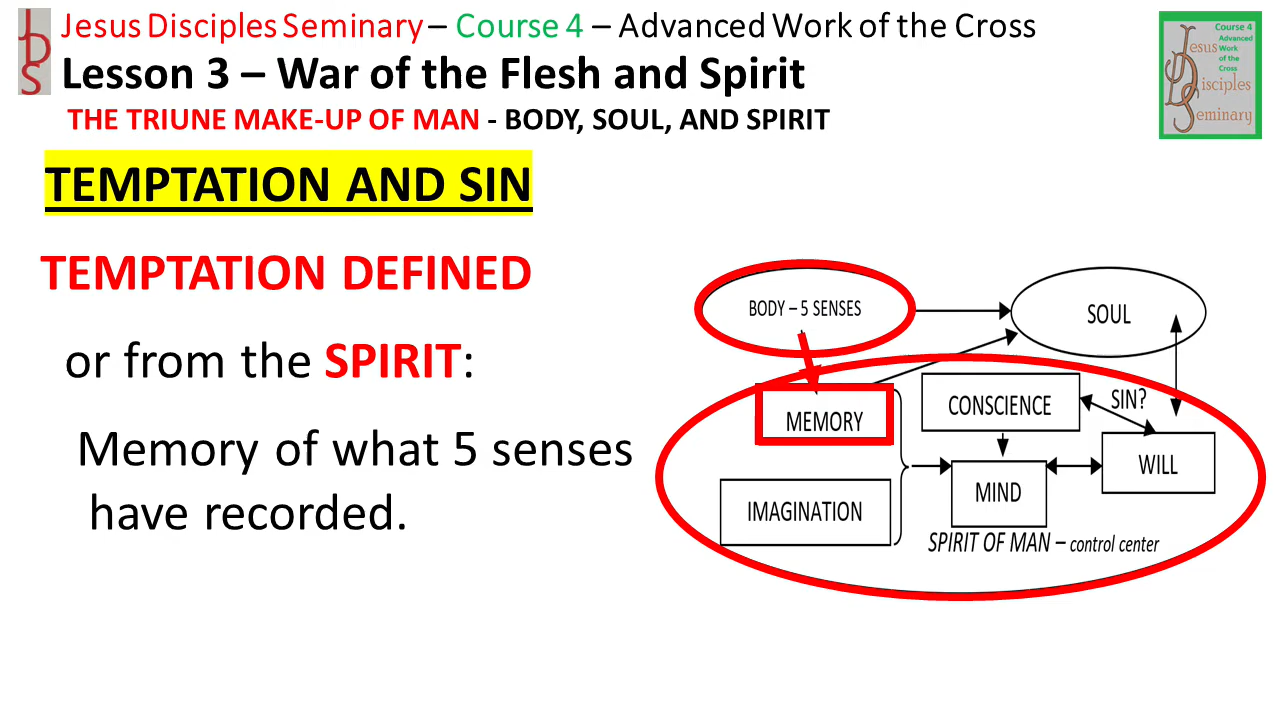 JDS
Jesus Disciples Seminary – Course 4 – Advanced Work of the Cross
Lesson 3 – War of the Flesh and Spirit
THE TRIUNE MAKE-UP OF MAN - BODY, SOUL, AND SPIRIT
Course 4
Advanced
Work
of the
Cross
Jesus
Disciples
Seminary
TEMPTATION AND SIN
TEMPTATION DEFINED
or from the SPIRIT:
Memory of what 5 senses
have recorded.
BODY – 5 SENSES
SOUL
MEMORY
CONSCIENCE
SIN?
WILL
MIND
IMAGINATION
SPIRIT OF MAN – control center